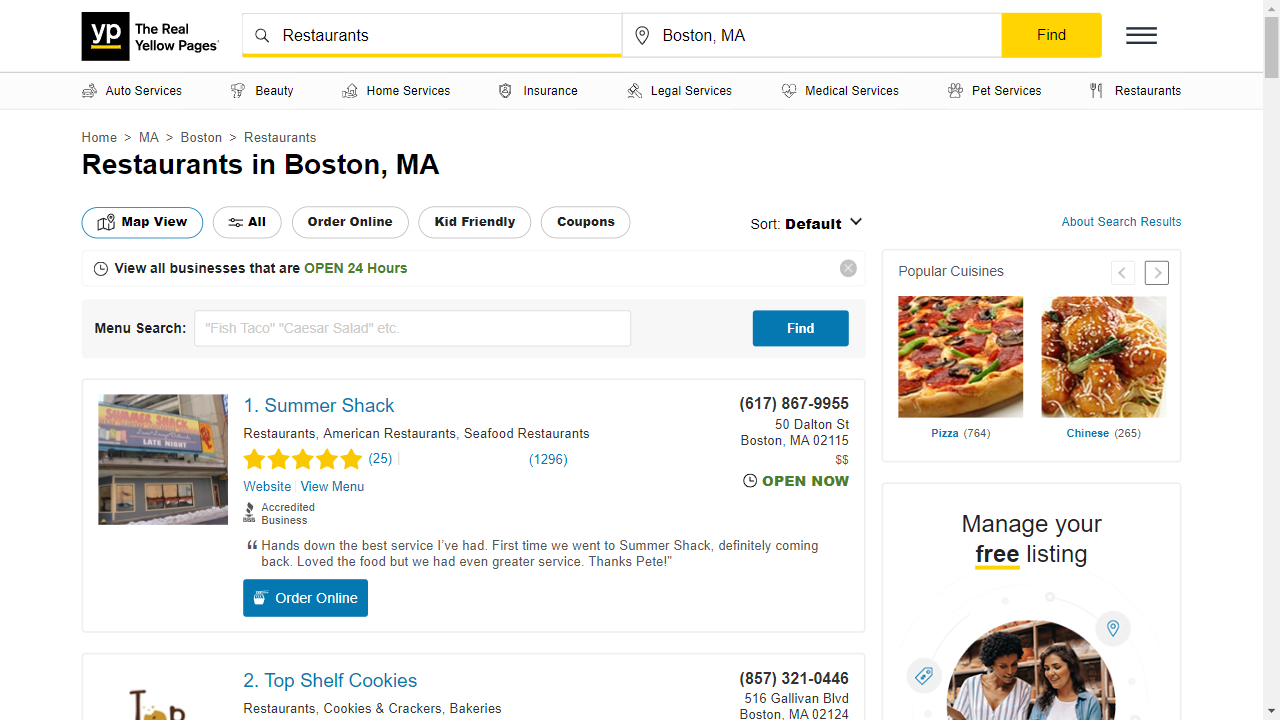 yp The Real Yellow Pages
Restaurants
Boston, MA
Find
Auto Services
Beauty
Home Services
Insurance
Legal Services
Medical Services
Pet Services
Restaurants
Home > MA > Boston > Restaurants
Restaurants in Boston, MA
Map View
All
Order Online
Kid Friendly
Coupons
Sort: Default
About Search Results
View all businesses that are OPEN 24 Hours
Menu Search: "Fish Taco" "Caesar Salad" etc.
Find
SUMMER SHACK
LATE NIGHT
1. Summer Shack
Restaurants, American Restaurants, Seafood Restaurants
(25)
(1296)
Website
View Menu
BBB
Accredited
Business
“ Hands down the best service I’ve had. First time we went to Summer Shack, definitely coming
back. Loved the food but we had even greater service. Thanks Pete!”
Order Online
(617) 867-9955
50 Dalton St
Boston, MA 02115
$$
OPEN NOW
Top
2. Top Shelf Cookies
Restaurants, Cookies & Crackers, Bakeries
(857) 321-0446
516 Gallivan Blvd
Boston, MA 02124
Popular Cuisines
Pizza (764)
Chinese (265)
Manage your
free listing